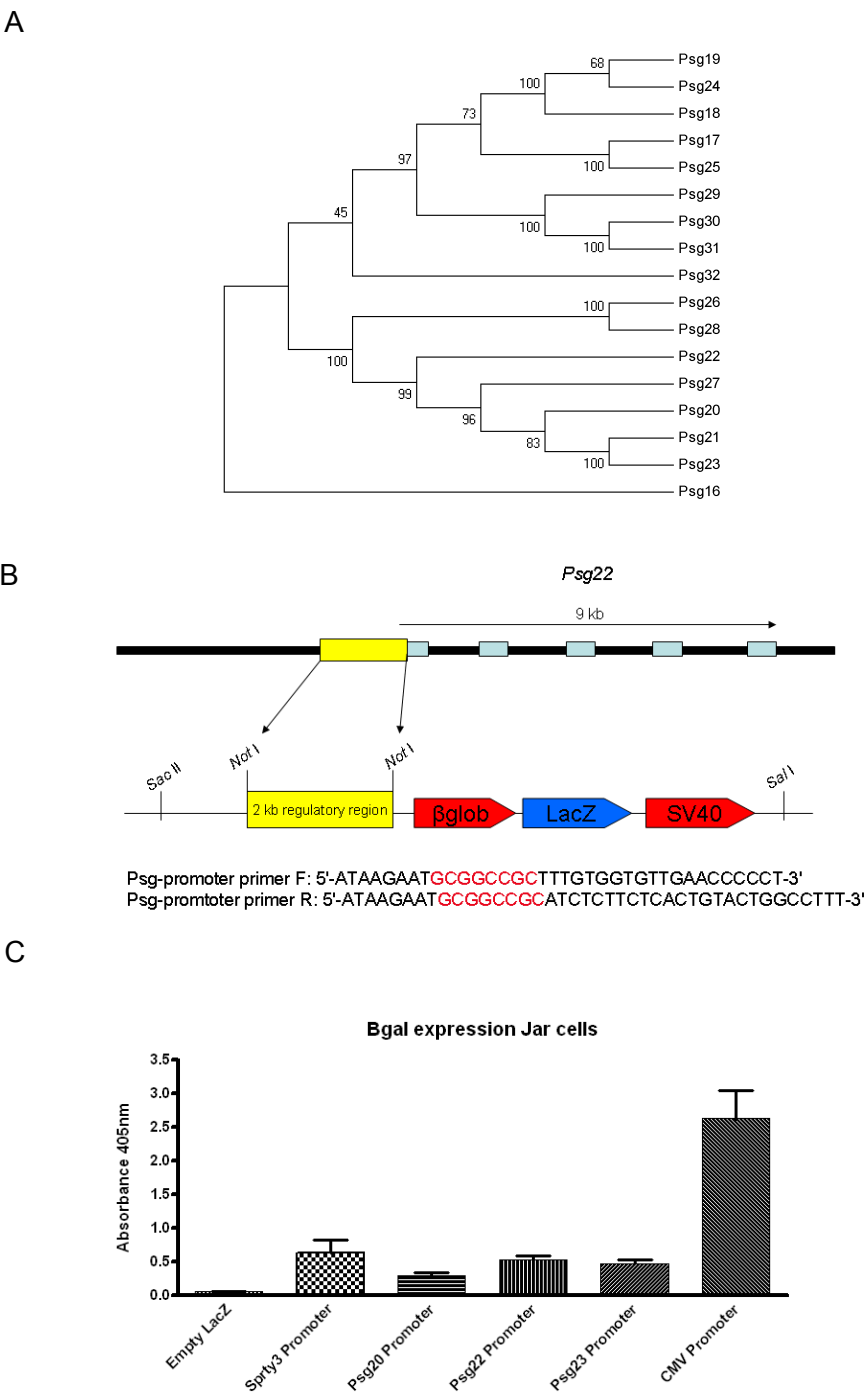 A
Psg19
68
Psg24
100
Psg18
73
Psg17
100
Psg25
97
Psg29
100
Psg30
100
Psg31
45
Psg32
100
Psg26
Psg28
100
Psg22
99
Psg27
96
Psg20
83
Psg21
100
Psg23
Psg16
B
Psg22
9 kb
Sac II
Not I
Not I
Sal I
2 kb regulatory region
βglob
LacZ
SV40
Psg-promoter primer F: 5'-ATAAGAATGCGGCCGCTTTGTGGTGTTGAACCCCCT-3'
Psg-promtoter primer R: 5'-ATAAGAATGCGGCCGCATCTCTTCTCACTGTACTGGCCTTT-3'
C
Bgal expression Jar cells
Absorbance 405nm
3.5
3.0
2.5
2.0
1.5
1.0
0.5
0.0
Empty LacZ
Sprty3 Promoter
Psg20 Promoter
Psg22 Promoter
Psg23 Promoter
CMV Promoter